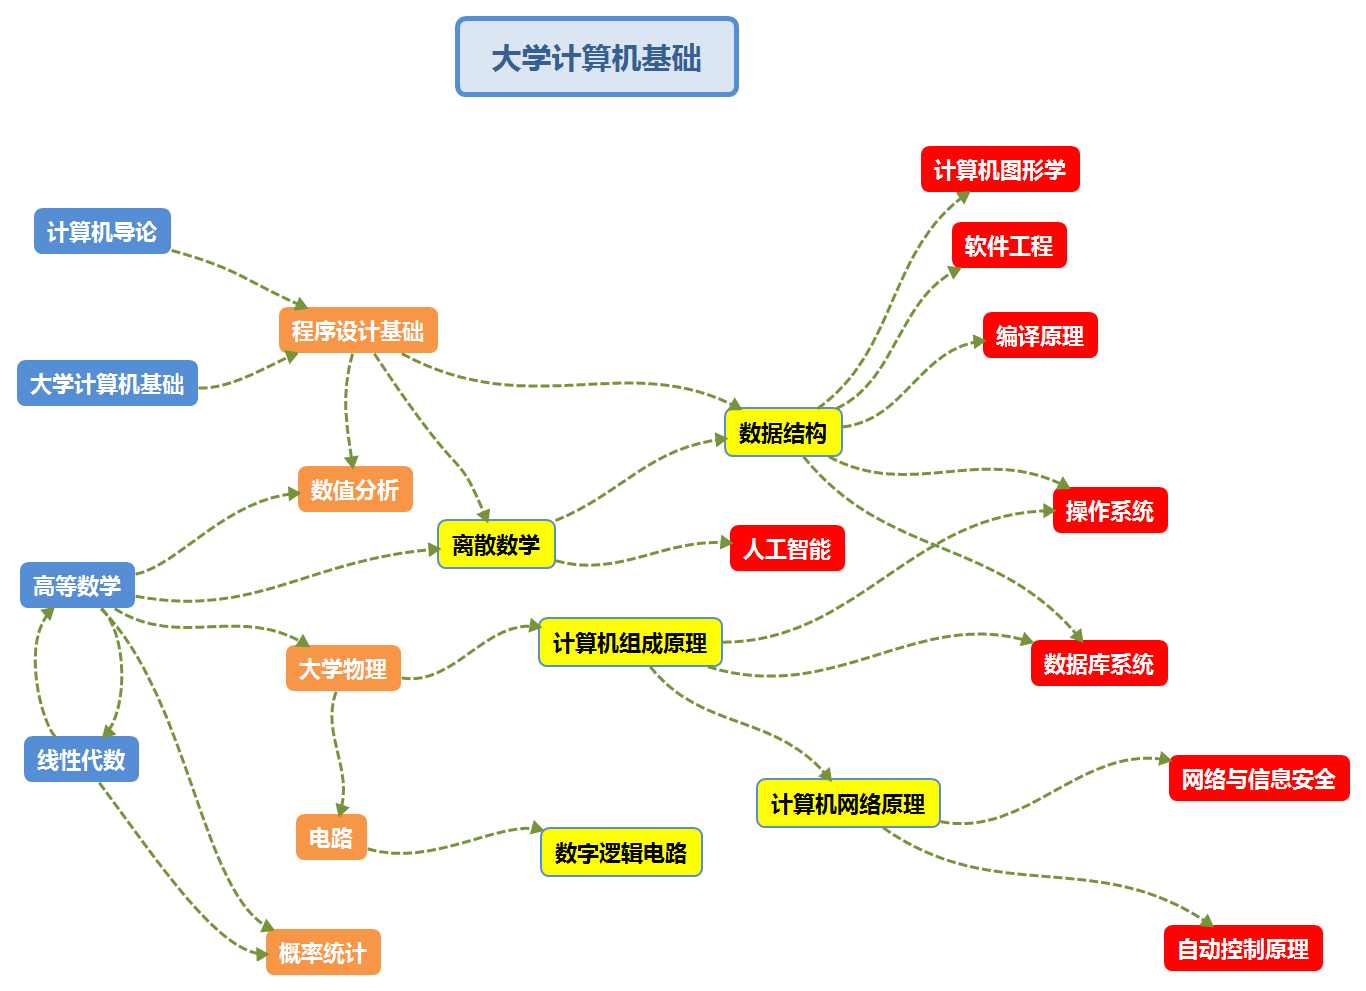 大学计算机基础
计算机图形学
计算机导论
软件工程
程序设计基础
编译原理
大学计算机基础
数据结构
数值分析
操作系统
离散数学
人工智能
高等数学
计算机组成原理
大学物理
数据库系统
线性代数
网络与信息安全
计算机网络原理
电路
数字逻辑电路
概率统计
自动控制原理